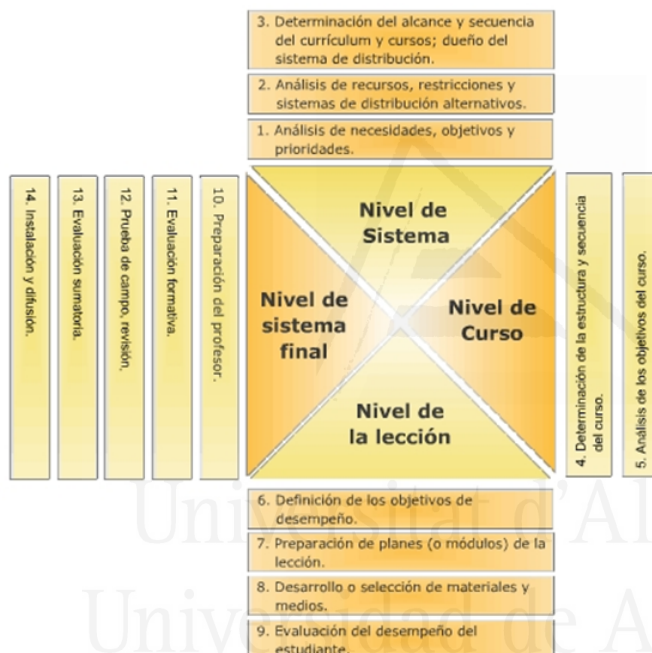 3. Determinación del alcance y secuencia
del currículum y cursos; dueño del
sistema de distribución.
2. Análisis de recursos, restricciones y
sistemas de distribución alternativos.
1. Análisis de necesidades, objetivos y
prioridades.
14. Instalación y difusión.
13. Evaluación sumatoria.
12. Prueba de campo, revisión.
11. Evaluación formativa.
10. Preparación del profesor.
Nivel de
Sistema
Nivel de
sistema
final
Nivel de
Curso
Nivel de
la lección
4. Determinación de la estructura y secuencia
del curso.
5. Análisis de los objetivos del curso.
6. Definición de los objetivos de
desempeño.
7. Preparación de planes (o módulos) de la
lección.
8. Desarrollo o selección de materiales y
medios.
9. Evaluación del desempeño del
estudiante.
Universitat d'Al
Universidad de A